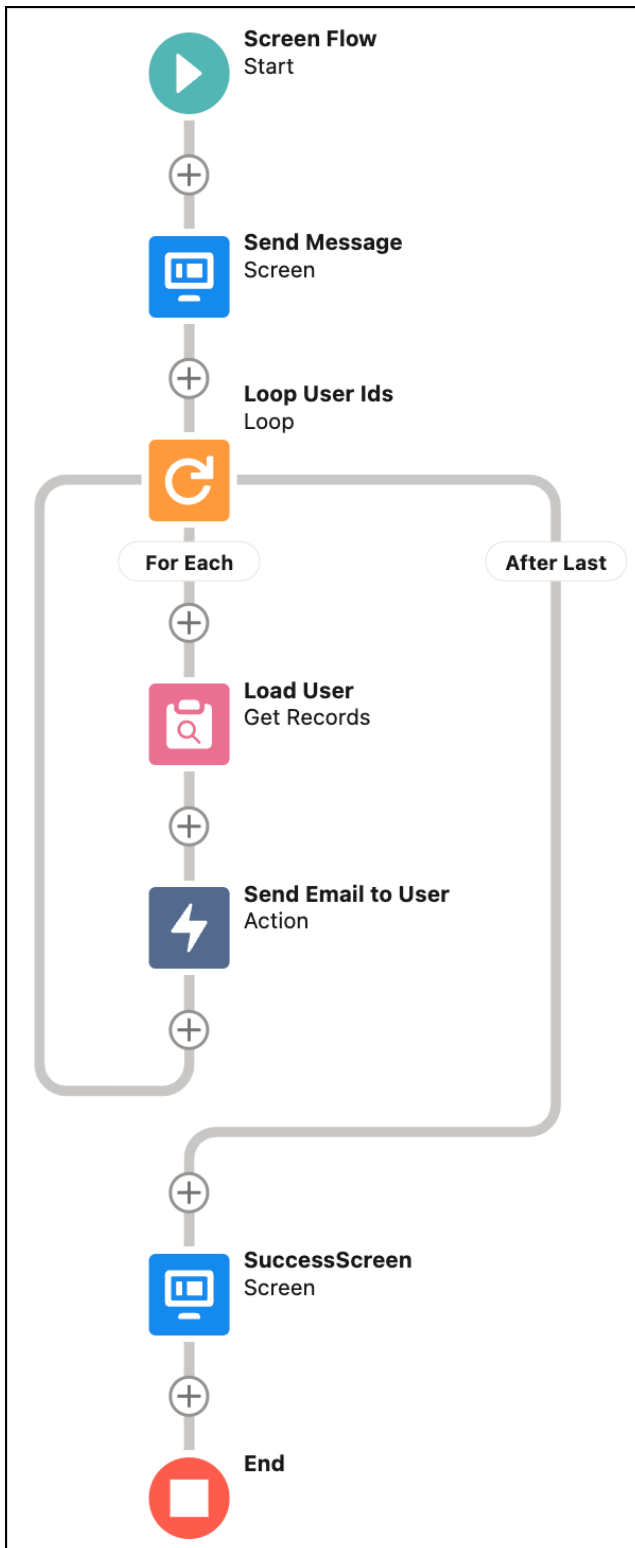 Screen Flow
Start
Send Message
Screen
Loop User Ids
Loop
For Each
After Last
Load User
Get Records
Send Email to User
Action
SuccessScreen
Screen
End